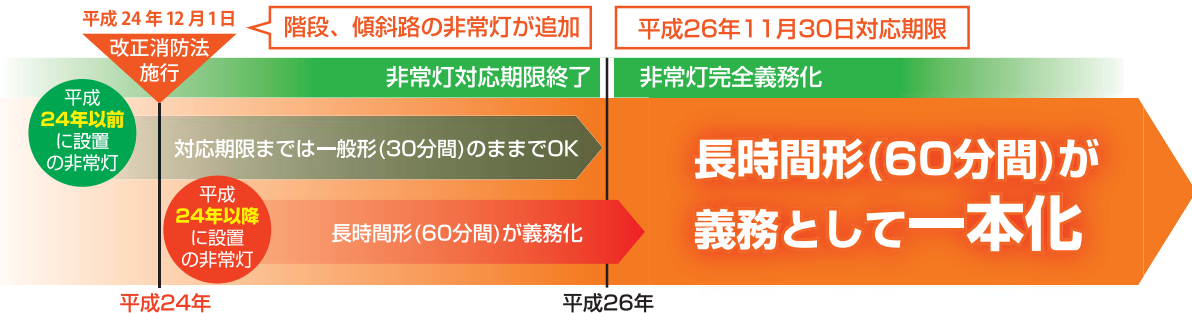 平成24年12月1日
改正消防法
施行
階段、傾斜路の非常灯が追加
平成26年11月30日対応期限
非常灯対応期限終了
非常灯完全義務化
平成
24年以前
に設置
の非常灯
対応期限までは一般形(30分間)のままでOK
平成
24年以降
に設置
の非常灯
長時間形(60分間)が義務化
長時間形(60分間)が
義務として一本化
平成24年
平成26年